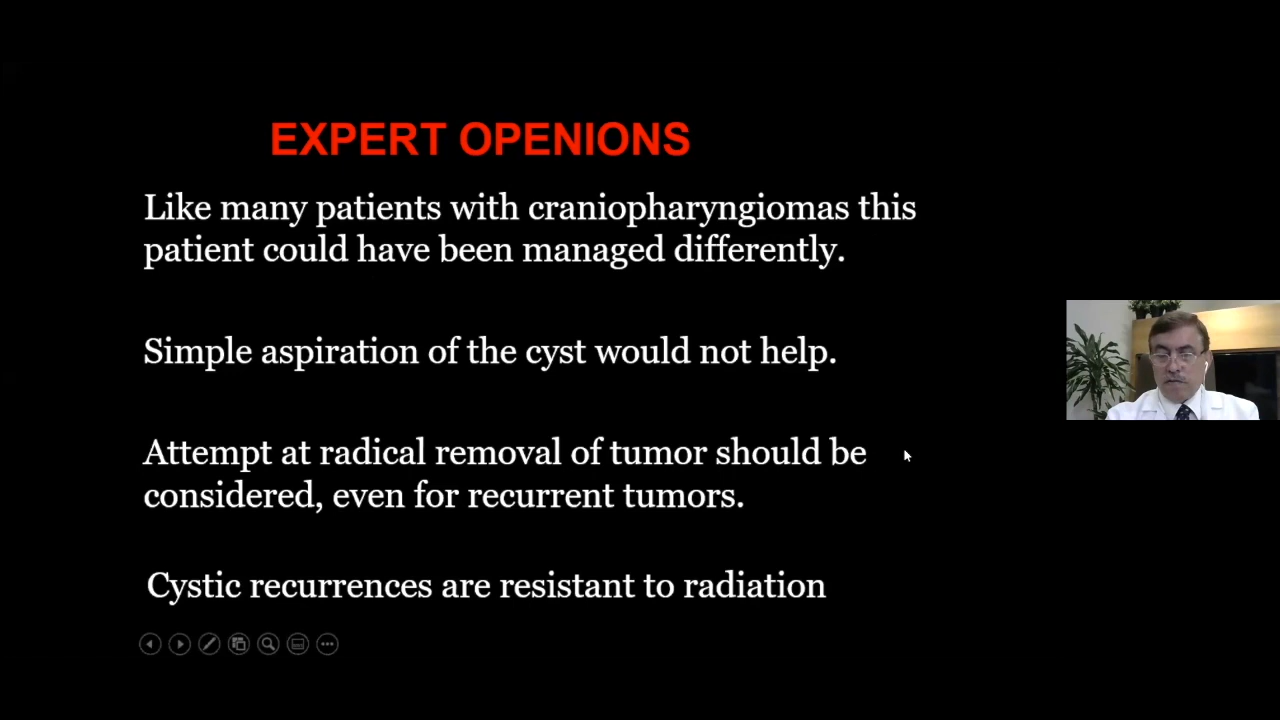 EXPERT OPENIONS
Like many patients with craniopharyngiomas this
patient could have been managed differently.
Simple aspiration of the cyst would not help.
Attempt at radical removal of tumor should be
considered, even for recurrent tumors.
Cystic recurrences are resistant to radiation